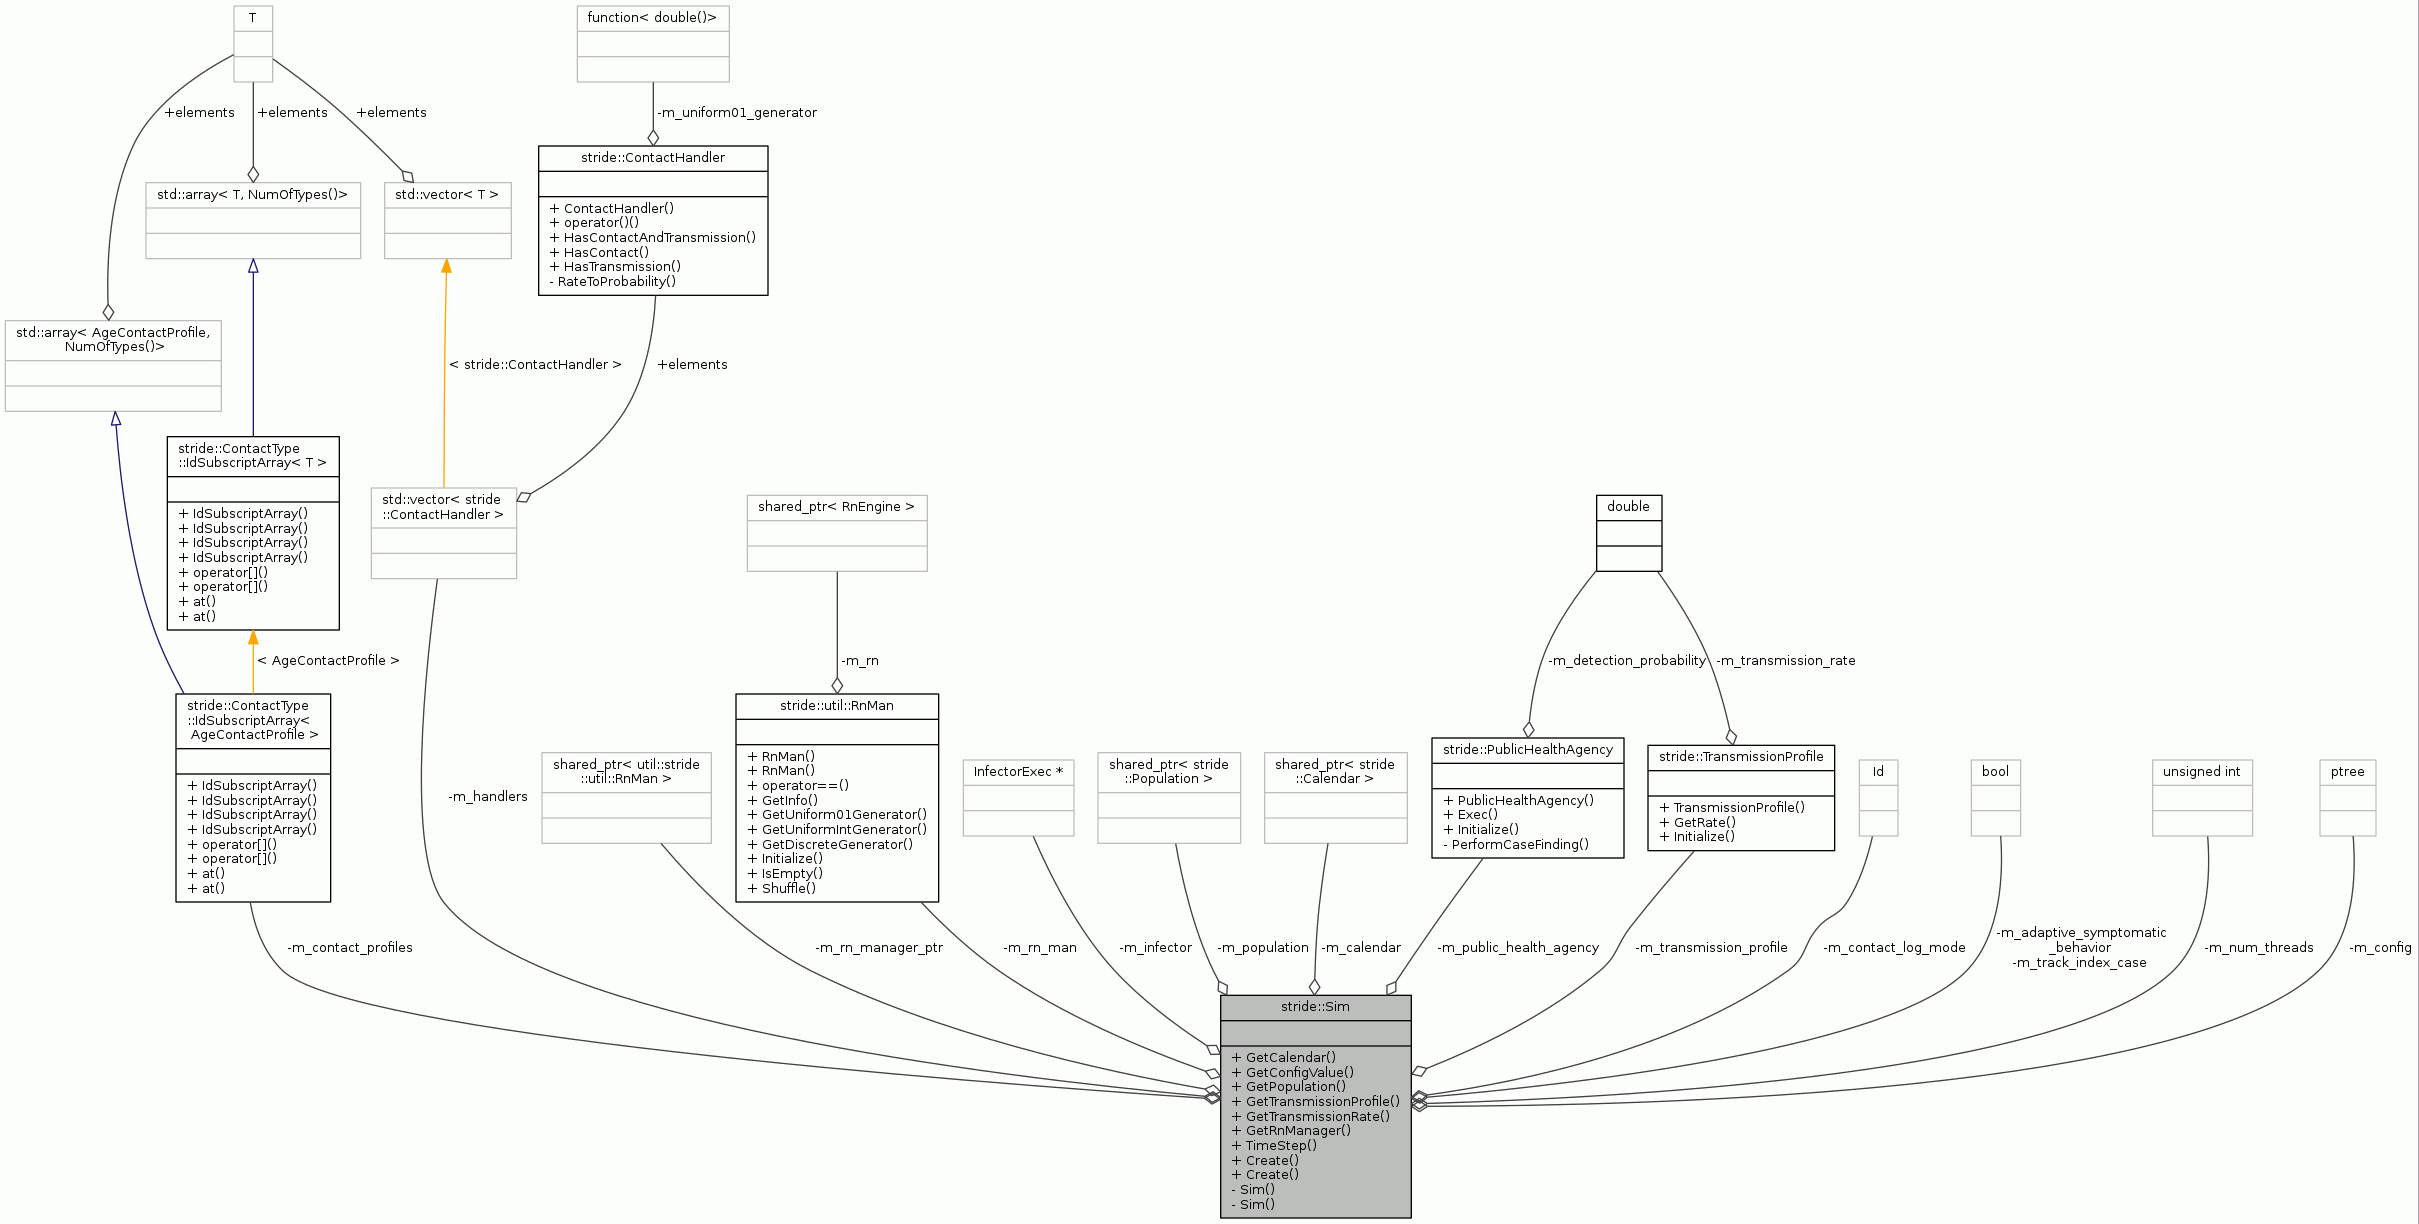 T
function< double()>
+elements
+elements
+elements
-m_uniform01_generator
stride::ContactHandler
+ ContactHandler()
+ operator()()
+ HasContactAndTransmission()
+ HasContact()
+ HasTransmission()
- RateToProbability()
std::array< T, NumOfTypes()>
std::vector< T >
std::array< AgeContactProfile,
NumOfTypes()>
< stride::ContactHandler >
+elements
stride::ContactType
::IdSubscriptArray< T >
+ IdSubscriptArray()
+ IdSubscriptArray()
+ IdSubscriptArray()
+ IdSubscriptArray()
+ operator[]()
+ operator[]()
+ at()
+ at()
std::vector< stride
::ContactHandler >
shared_ptr< RnEngine >
double
< AgeContactProfile >
-m_rn
-m_detection_probability
-m_transmission_rate
stride::ContactType
::IdSubscriptArray<
AgeContactProfile >
+ IdSubscriptArray()
+ IdSubscriptArray()
+ IdSubscriptArray()
+ IdSubscriptArray()
+ operator[]()
+ operator[]()
+ at()
+ at()
-m_handlers
shared_ptr< util::stride
::util::RnMan >
stride::util::RnMan
+ RnMan()
+ RnMan()
+ operator==()
+ GetInfo()
+ GetUniform01Generator()
+ GetUniformIntGenerator()
+ GetDiscreteGenerator()
+ Initialize()
+ IsEmpty()
+ Shuffle()
InfectorExec *
shared_ptr< stride
::Population >
shared_ptr< stride
::Calendar >
stride::PublicHealthAgency
+ PublicHealthAgency()
+ Exec()
+ Initialize()
- PerformCaseFinding()
stride::TransmissionProfile
+ TransmissionProfile()
+ GetRate()
+ Initialize()
Id
bool
unsigned int
ptree
-m_contact_profiles
-m_rn_manager_ptr
-m_rn_man
-m_infector
-m_population
-m_calendar
-m_public_health_agency
-m_transmission_profile
-m_contact_log_mode
-m_adaptive_symptomatic
_behavior
-m_track_index_case
-m_num_threads
-m_config
stride::Sim
+ GetCalendar()
+ GetConfigValue()
+ GetPopulation()
+ GetTransmissionProfile()
+ GetTransmissionRate()
+ GetRnManager()
+ TimeStep()
+ Create()
+ Create()
- Sim()
- Sim()